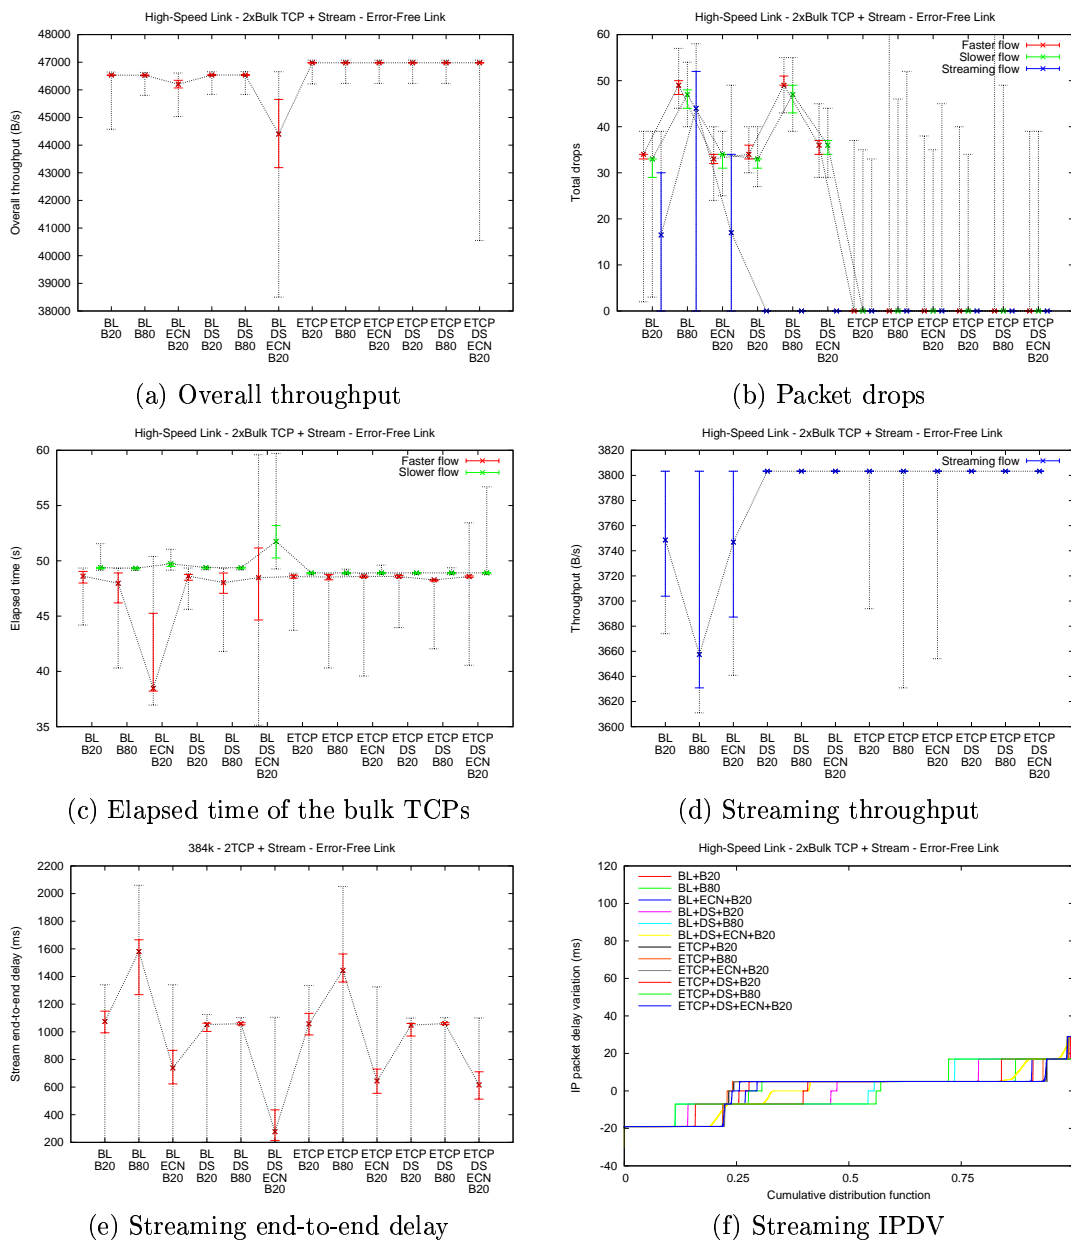 High-Speed Link - 2xBulk TCP + Stream - Error-Free Link
Overall throughput (B/s)
48000
47000
46000
45000
44000
43000
42000
41000
40000
39000
38000
BL B20
BL B80
BL ECN B20
BL DS B20
BL DS B80
BL DS ECN B20
ETCP B20
ETCP B80
ETCP ECN B20
ETCP DS B20
ETCP DS B80
ETCP DS ECN B20
(a) Overall throughput
High-Speed Link - 2xBulk TCP + Stream - Error-Free Link
Total drops
60
50
40
30
20
10
0
Faster flow
Slower flow
Streaming flow
BL B20
BL B80
BL ECN B20
BL DS B20
BL DS B80
BL DS ECN B20
ETCP B20
ETCP B80
ETCP ECN B20
ETCP DS B20
ETCP DS B80
ETCP DS ECN B20
(b) Packet drops
High-Speed Link - 2xBulk TCP + Stream - Error-Free Link
Elapsed time (s)
60
55
50
45
40
35
Faster flow
Slower flow
BL B20
BL B80
BL ECN B20
BL DS B20
BL DS B80
BL DS ECN B20
ETCP B20
ETCP B80
ETCP ECN B20
ETCP DS B20
ETCP DS B80
ETCP DS ECN B20
(c) Elapsed time of the bulk TCPs
High-Speed Link - 2xBulk TCP + Stream - Error-Free Link
Throughput (B/s)
3820
3800
3780
3760
3740
3720
3700
3680
3660
3640
3620
3600
Streaming flow
BL B20
BL B80
BL ECN B20
BL DS B20
BL DS B80
BL DS ECN B20
ETCP B20
ETCP B80
ETCP ECN B20
ETCP DS B20
ETCP DS B80
ETCP DS ECN B20
(d) Streaming throughput
384k - 2TCP + Stream - Error-Free Link
Stream end-to-end delay (ms)
2200
2000
1800
1600
1400
1200
1000
800
600
400
200
BL B20
BL B80
BL ECN B20
BL DS B20
BL DS B80
BL DS ECN B20
ETCP B20
ETCP B80
ETCP ECN B20
ETCP DS B20
ETCP DS B80
ETCP DS ECN B20
(e) Streaming end-to-end delay
High-Speed Link - 2xBulk TCP + Stream - Error-Free Link
IP packet delay variation (ms)
120
100
80
60
40
20
0
-20
-40
BL+B20
BL+B80
BL+ECN+B20
BL+DS+B20
BL+DS+B80
BL+DS+ECN+B20
ETCP+B20
ETCP+B80
ETCP+ECN+B20
ETCP+DS+B20
ETCP+DS+B80
ETCP+DS+ECN+B20
0
0.25
0.5
0.75
Cumulative distribution function
(f) Streaming IPDV